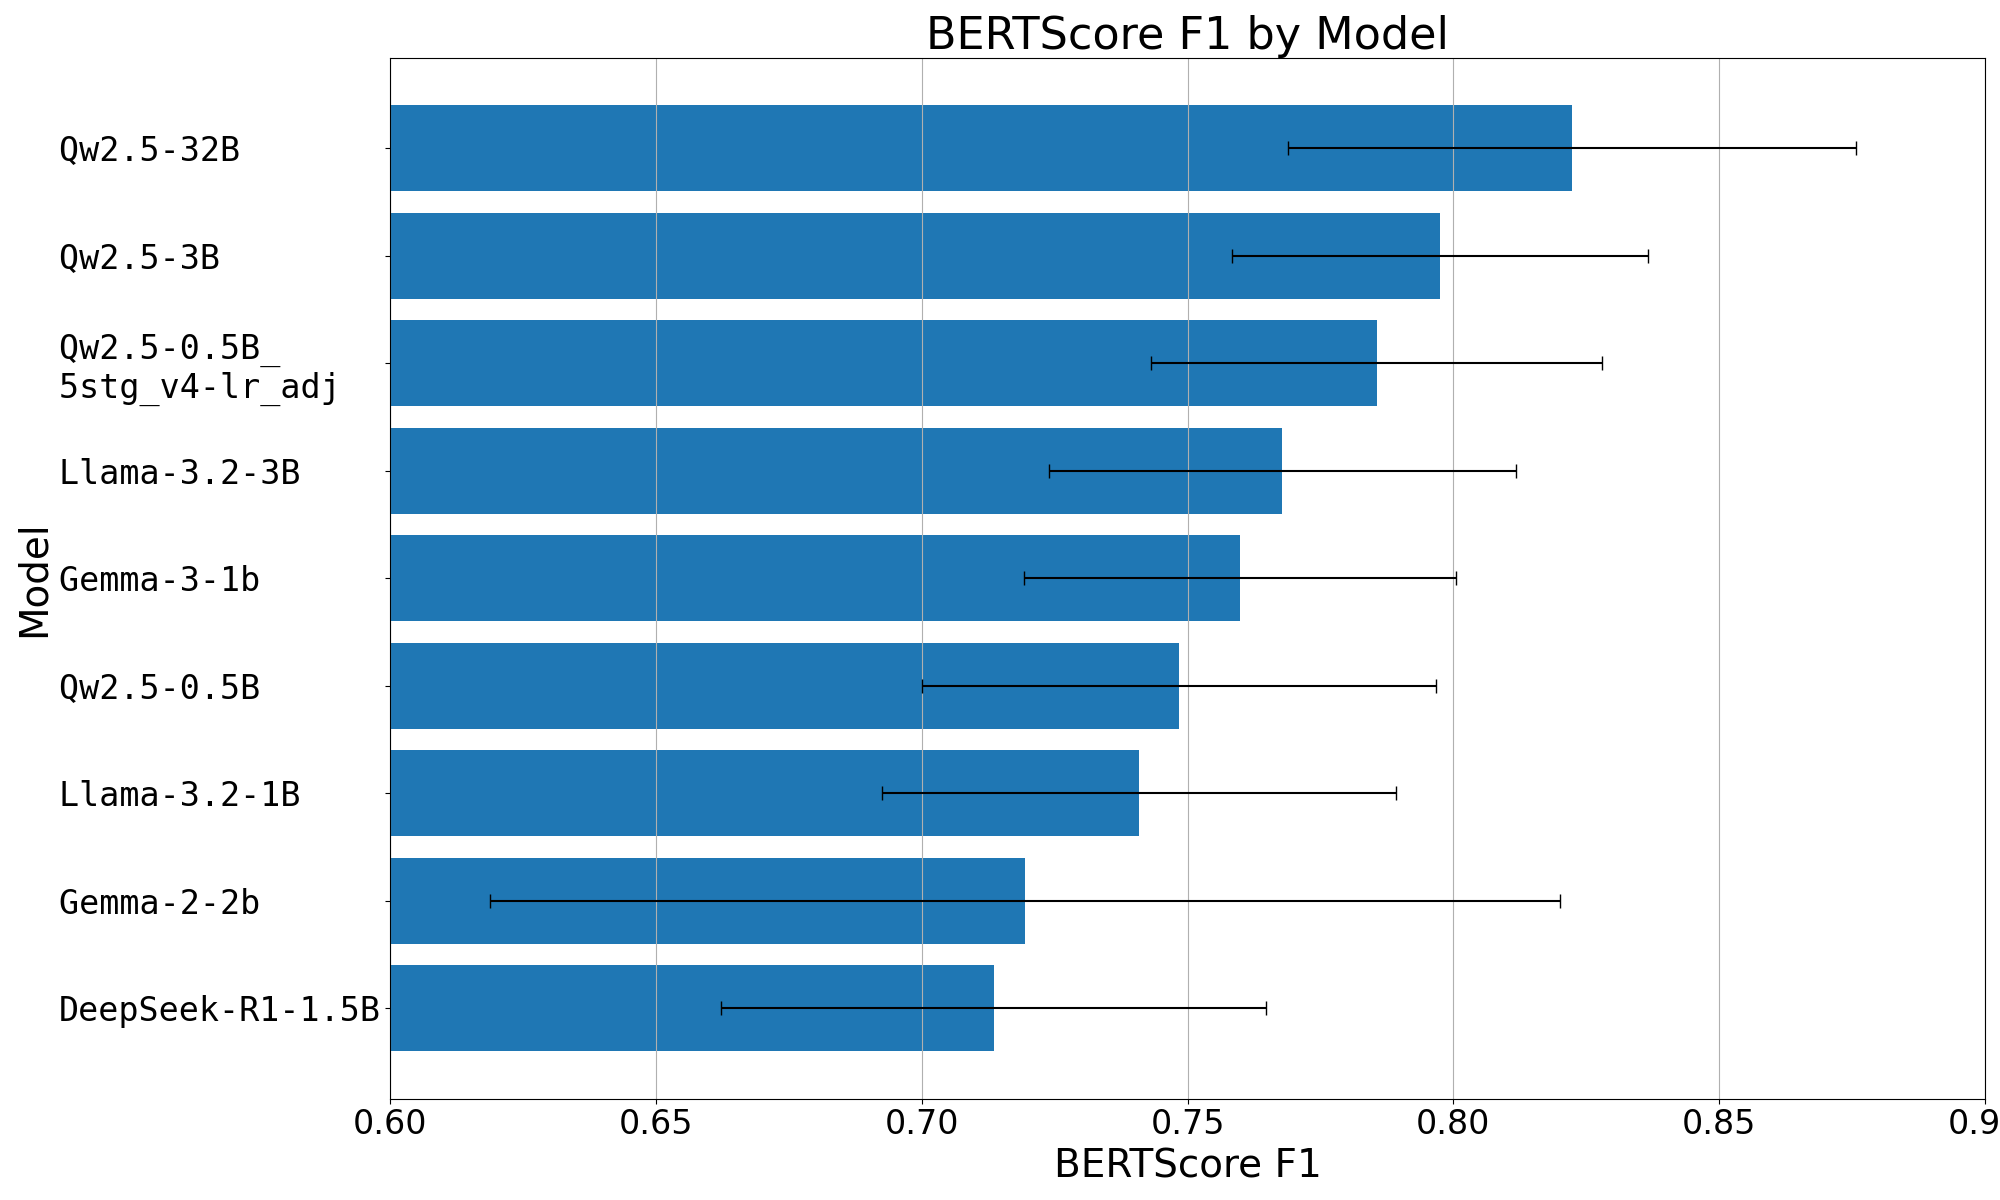 BERTScore F1 by Model
Model
Qw2.5-32B
Qw2.5-3B
Qw2.5-0.5B_
5stg_v4-lr_adj
Llama-3.2-3B
Gemma-3-1b
Qw2.5-0.5B
Llama-3.2-1B
Gemma-2-2b
DeepSeek-R1-1.5B
0.60 0.65 0.70 0.75 0.80 0.85 0.9
BERTScore F1